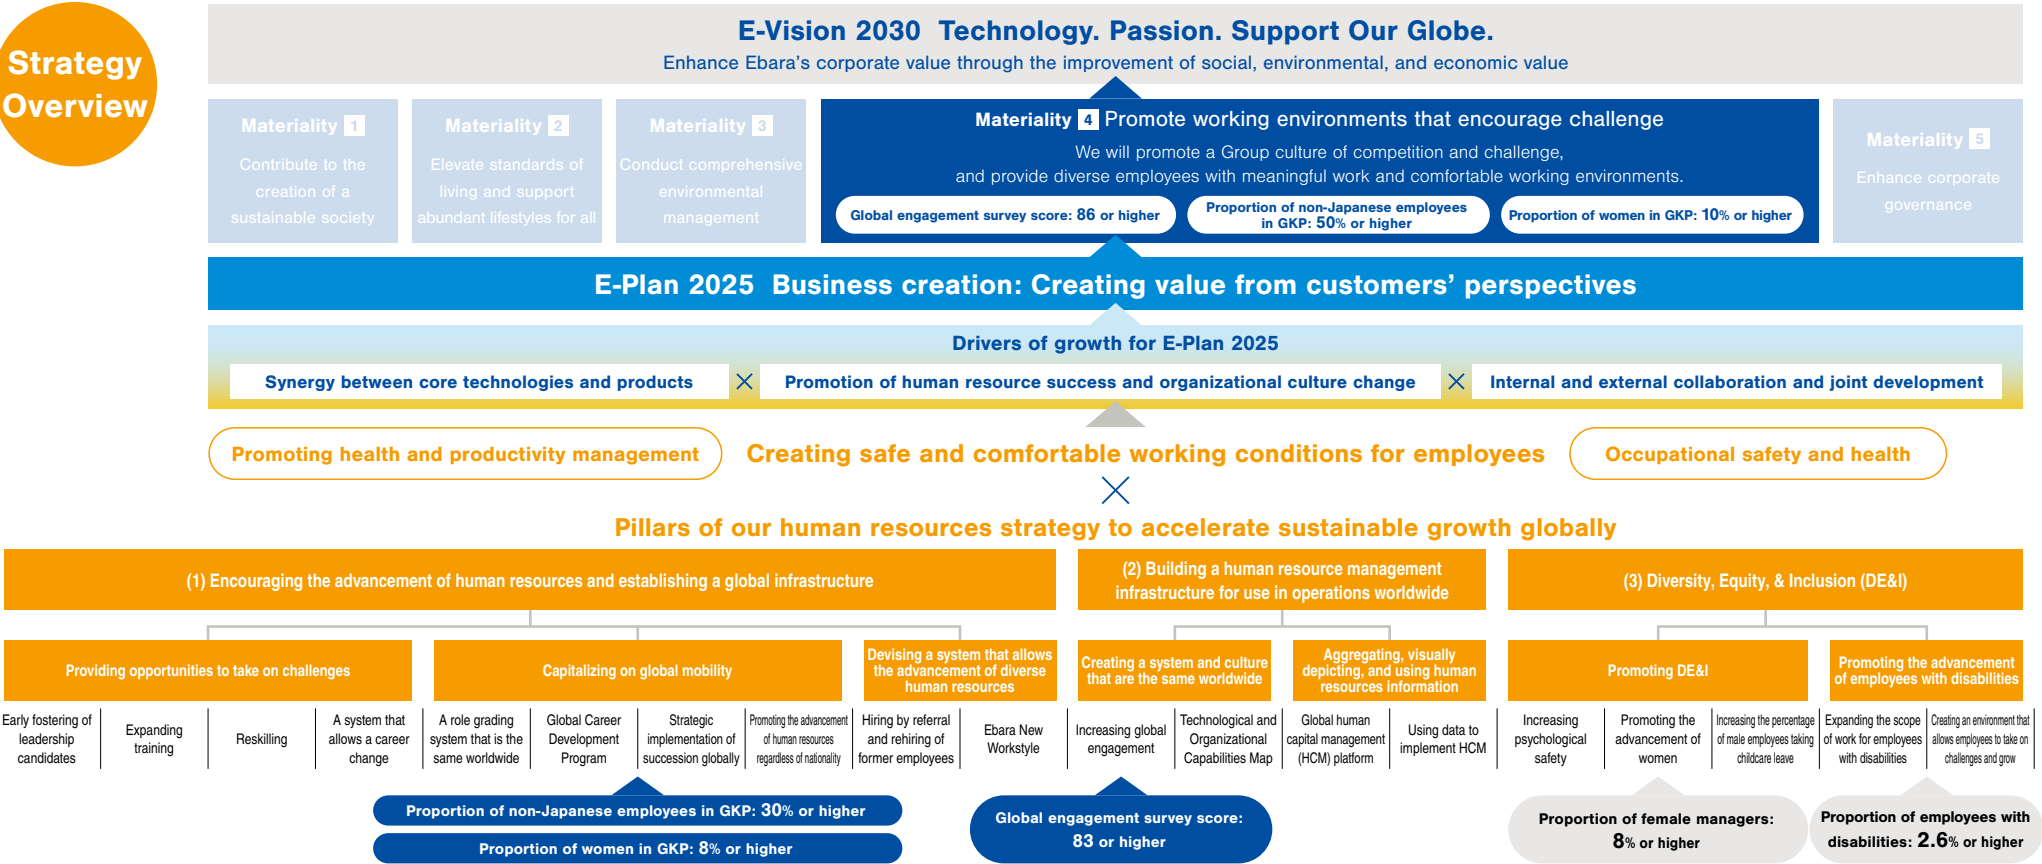 Strategy
Overview
E-Vision 2030 Technology. Passion. Support Our Globe.
Enhance Ebara's corporate value through the improvement of social, environmental, and economic value
Materiality 1
Contribute to the
creation of a
sustainable society
Materiality 2
Elevate standards of
living and support
abundant lifestyles for all
Materiality 3
Conduct comprehensive
environmental
management
Materiality 4 Promote working environments that encourage challenge
We will promote a Group culture of competition and challenge,
and provide diverse employees with meaningful work and comfortable working environments.
Global engagement survey score: 86 or higher
Proportion of non-Japanese employees
in GKP: 50% or higher
Proportion of women in GKP: 10% or higher
Materiality 5
Enhance corporate
governance
E-Plan 2025 Business creation: Creating value from customers' perspectives
Drivers of growth for E-Plan 2025
Synergy between core technologies and products × Promotion of human resource success and organizational culture change × Internal and external collaboration and joint development
Promoting health and productivity management
Creating safe and comfortable working conditions for employees
Occupational safety and health
×
Pillars of our human resources strategy to accelerate sustainable growth globally
(1) Encouraging the advancement of human resources and establishing a global infrastructure
(2) Building a human resource management
infrastructure for use in operations worldwide
(3) Diversity, Equity, & Inclusion (DE&I)
Providing opportunities to take on challenges
Capitalizing on global mobility
Devising a system that allows
the advancement of diverse
human resources
Creating a system and culture
that are the same worldwide
Aggregating, visually
depicting, and using human
resources information
Promoting DE&I
Promoting the advancement
of employees with disabilities
Early fostering of
leadership
candidates
Expanding
training
Reskilling
A system that
allows a career
change
A role grading
system that is the
same worldwide
Global Career
Development
Program
Strategic
implementation of
succession globally
Promoting the advancement
of human resources
regardless of nationality
Hiring by referral
and rehiring of
former employees
Ebara New
Workstyle
Increasing global
engagement
Technological and
Organizational
Capabilities Map
Global human
capital management
(HCM) platform
Using data to
implement HCM
Increasing
psychological
safety
Promoting the
advancement of
women
Increasing the percentage
of male employees taking
childcare leave
Expanding the scope
of work for employees
with disabilities
Creating an environment that
allows employees to take on
challenges and grow
Proportion of non-Japanese employees in GKP: 30% or higher
Proportion of women in GKP: 8% or higher
Global engagement survey score:
83 or higher
Proportion of female managers:
8% or higher
Proportion of employees with
disabilities: 2.6% or higher